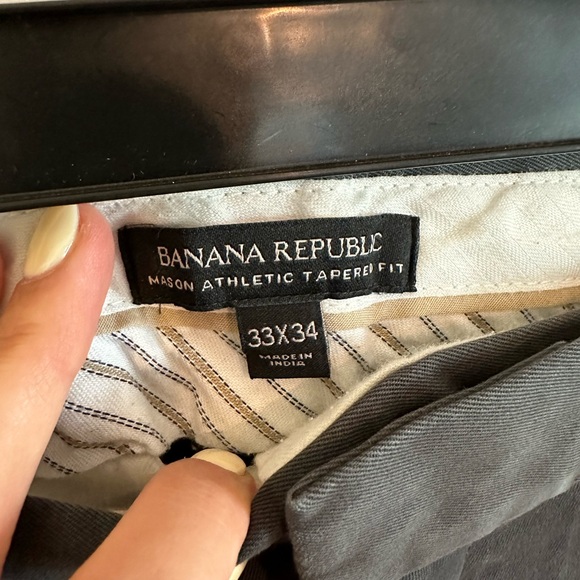 BANANA REPUBLIC
MASON ATHLETIC TAPERED FIT
33X34
MADE IN
INDIA